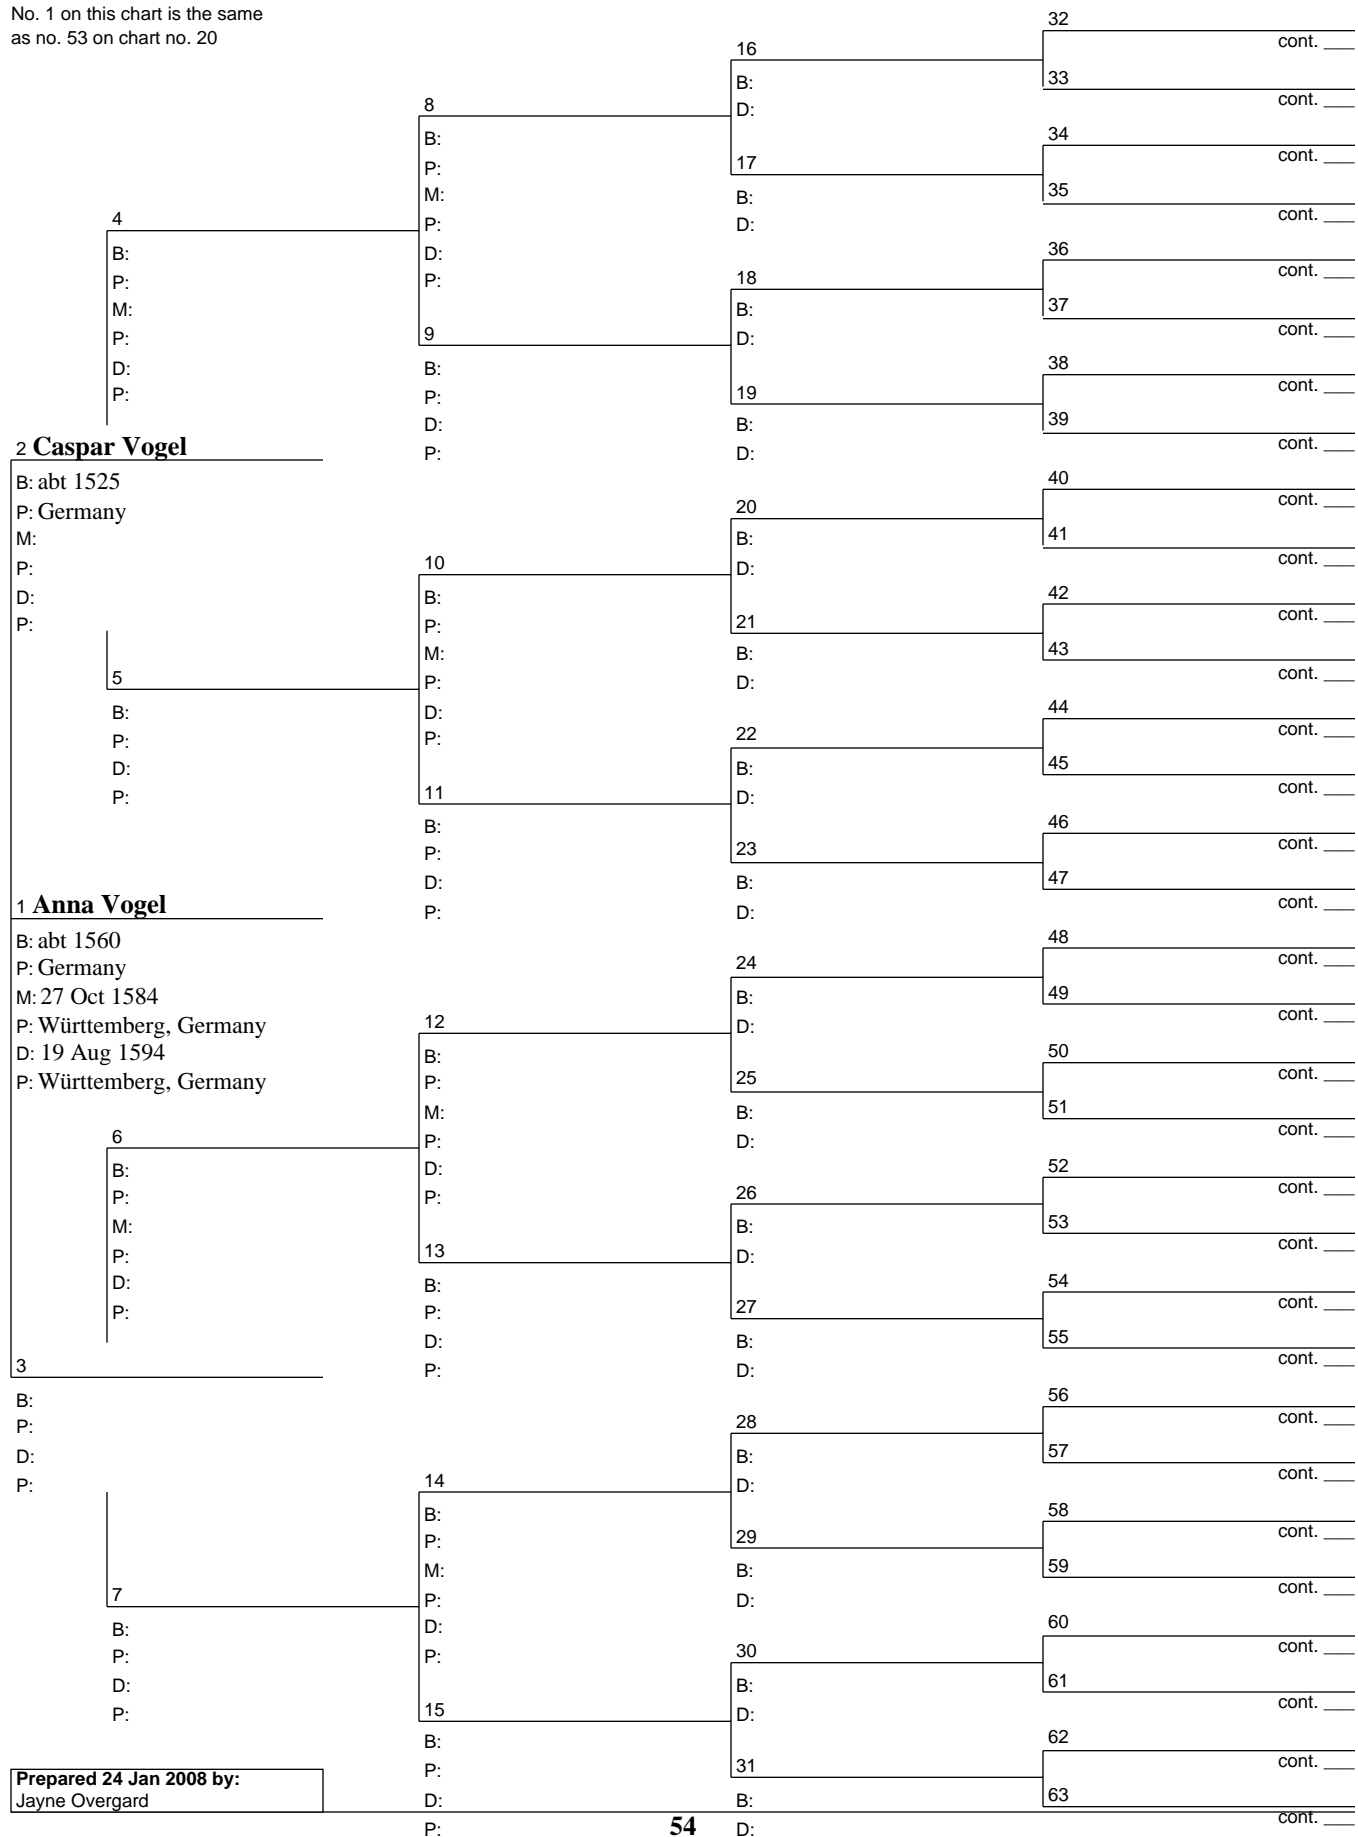 No. 1 on this chart is the same
as no. 53 on chart no. 20
2 Caspar Vogel
B: abt 1525
P: Germany
M:
P:
D:
P:
1 Anna Vogel
B: abt 1560
P: Germany
M: 27 Oct 1584
P: Württemberg, Germany
D: 19 Aug 1594
P: Württemberg, Germany
3
B:
P:
D:
P:
4
B:
P:
M:
P:
D:
P:
5
B:
P:
D:
P:
6
B:
P:
M:
P:
D:
P:
7
B:
P:
D:
P:
8
B:
P:
M:
P:
D:
P:
9
B:
P:
D:
P:
10
B:
P:
M:
P:
D:
P:
11
B:
P:
D:
P:
12
B:
P:
M:
P:
D:
P:
13
B:
P:
D:
P:
14
B:
P:
M:
P:
D:
P:
15
B:
P:
D:
P:
16
B:
D:
17
B:
D:
18
B:
D:
19
B:
D:
20
B:
D:
21
B:
D:
22
B:
D:
23
B:
D:
24
B:
D:
25
B:
D:
26
B:
D:
27
B:
D:
28
B:
D:
29
B:
D:
30
B:
D:
31
B:
D:
32
cont. ___
33
cont. ___
34
cont. ___
35
cont. ___
36
cont. ___
37
cont. ___
38
cont. ___
39
cont. ___
40
cont. ___
41
cont. ___
42
cont. ___
43
cont. ___
44
cont. ___
45
cont. ___
46
cont. ___
47
cont. ___
48
cont. ___
49
cont. ___
50
cont. ___
51
cont. ___
52
cont. ___
53
cont. ___
54
cont. ___
55
cont. ___
56
cont. ___
57
cont. ___
58
cont. ___
59
cont. ___
60
cont. ___
61
cont. ___
62
cont. ___
63
cont. ___
Prepared 24 Jan 2008 by:
Jayne Overgard
54